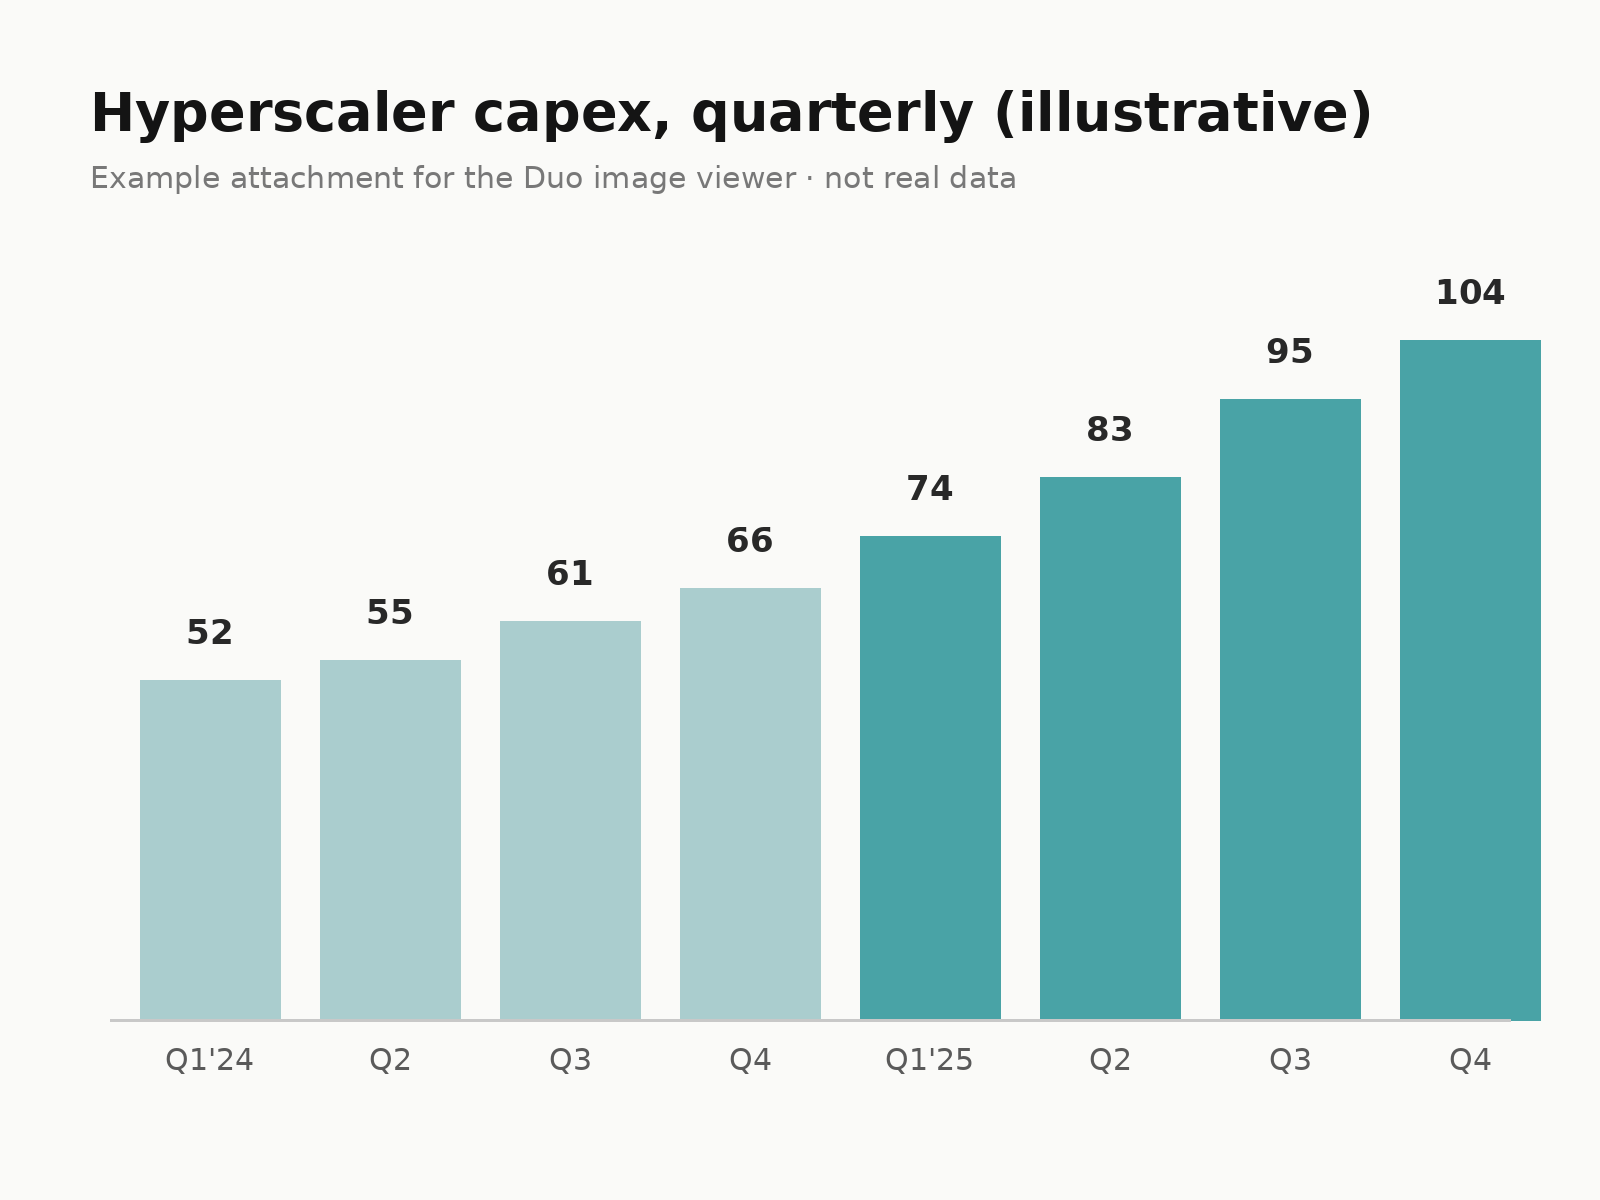 Hyperscaler capex, quarterly (illustrative)
Example attachment for the Duo image viewer · not real data
52
55
61
66
74
83
95
104
Q1'24
Q2
Q3
Q4
Q1'25
Q2
Q3
Q4